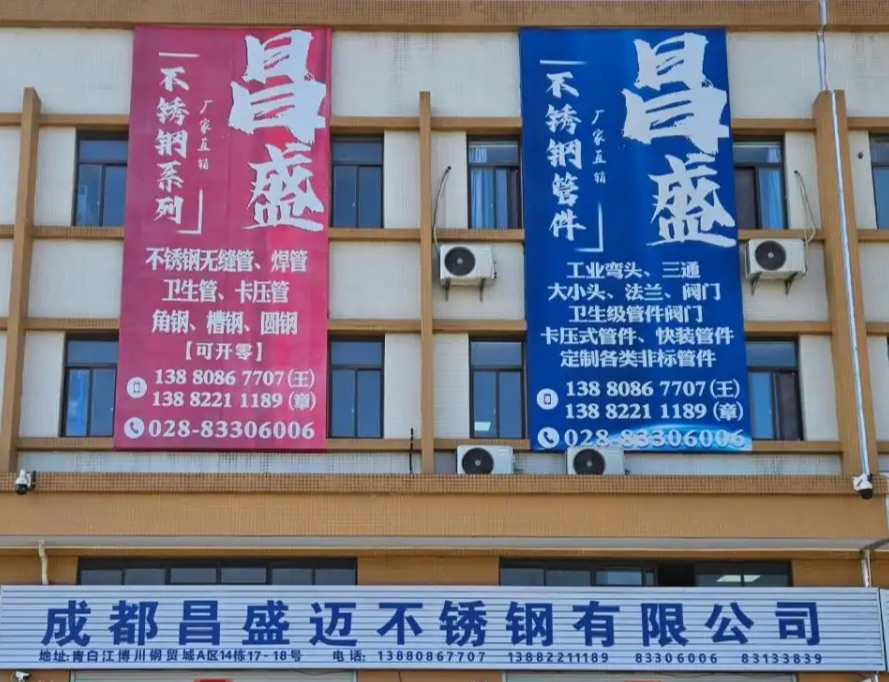 昌盛
不锈钢系列
厂家直销
不锈钢无缝管、焊管
卫生管、卡压管
角钢、槽钢、圆钢
【可开零】
138 8086 7707(王)
138 8221 1189(章)
028-83306006
昌盛
不锈钢管件
厂家直销
工业弯头、三通
大小头、法兰、阀门
卫生级管件阀门
卡压式管件、快装管件
定制各类非标管件
138 8086 7707(王)
138 8221 1189(章)
028-83306006
成都昌盛迈不锈钢有限公司
地址:青白江博川钢贸城A区14栋17-18号 电话: 13880867707 13882211189 83306006 83133839